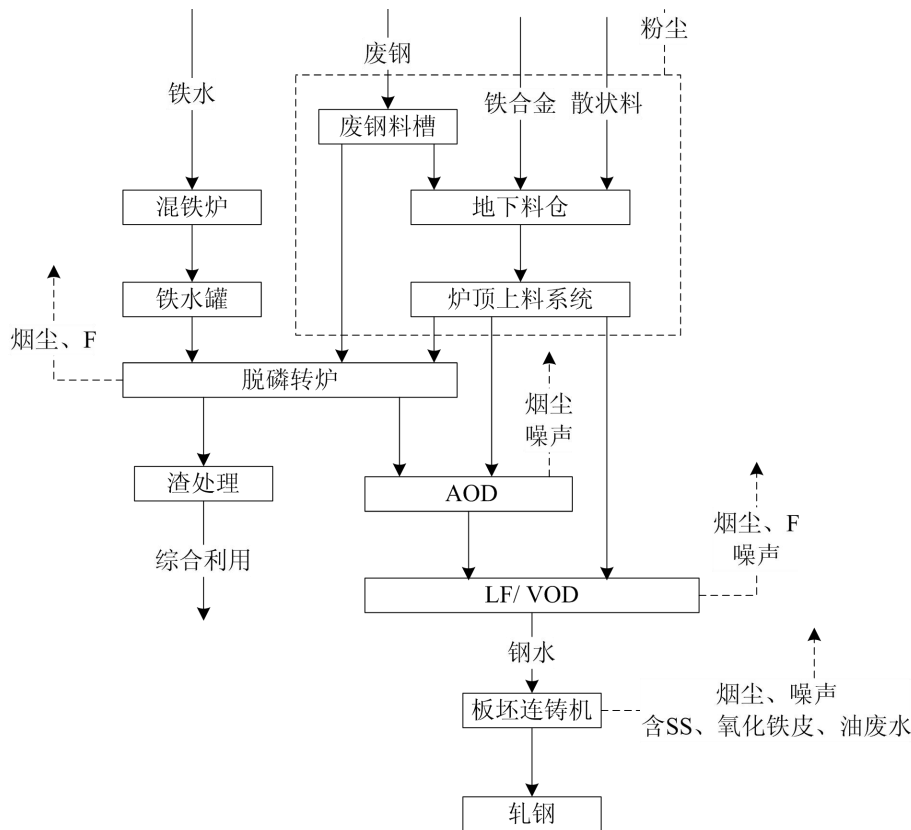 粉尘
废钢
铁水
铁合金
散状料
废钢料槽
混铁炉
地下料仓
铁水罐
炉顶上料系统
烟尘、F
脱磷转炉
烟尘
噪声
渣处理
AOD
烟尘、F
噪声
综合利用
LF/ VOD
钢水
烟尘、噪声
板坯连铸机
含SS、氧化铁皮、油废水
轧钢